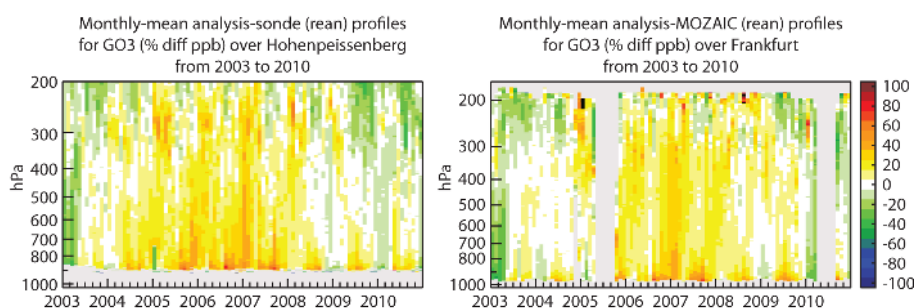 Monthly-mean analysis-sonde (rean) profiles
for GO3 (% diff ppb) over Hohenpeissenberg
from 2003 to 2010
hPa
200
300
400
500
600
700
800
1000
2003 2004 2005 2006 2007 2008 2009 2010
Monthly-mean analysis-MOZAIC (rean) profiles
for GO3 (% diff ppb) over Frankfurt
from 2003 to 2010
hPa
200
300
400
500
600
700
800
1000
2003 2004 2005 2006 2007 2008 2009 2010
100
80
60
40
20
0
-20
-40
-60
-80
-100